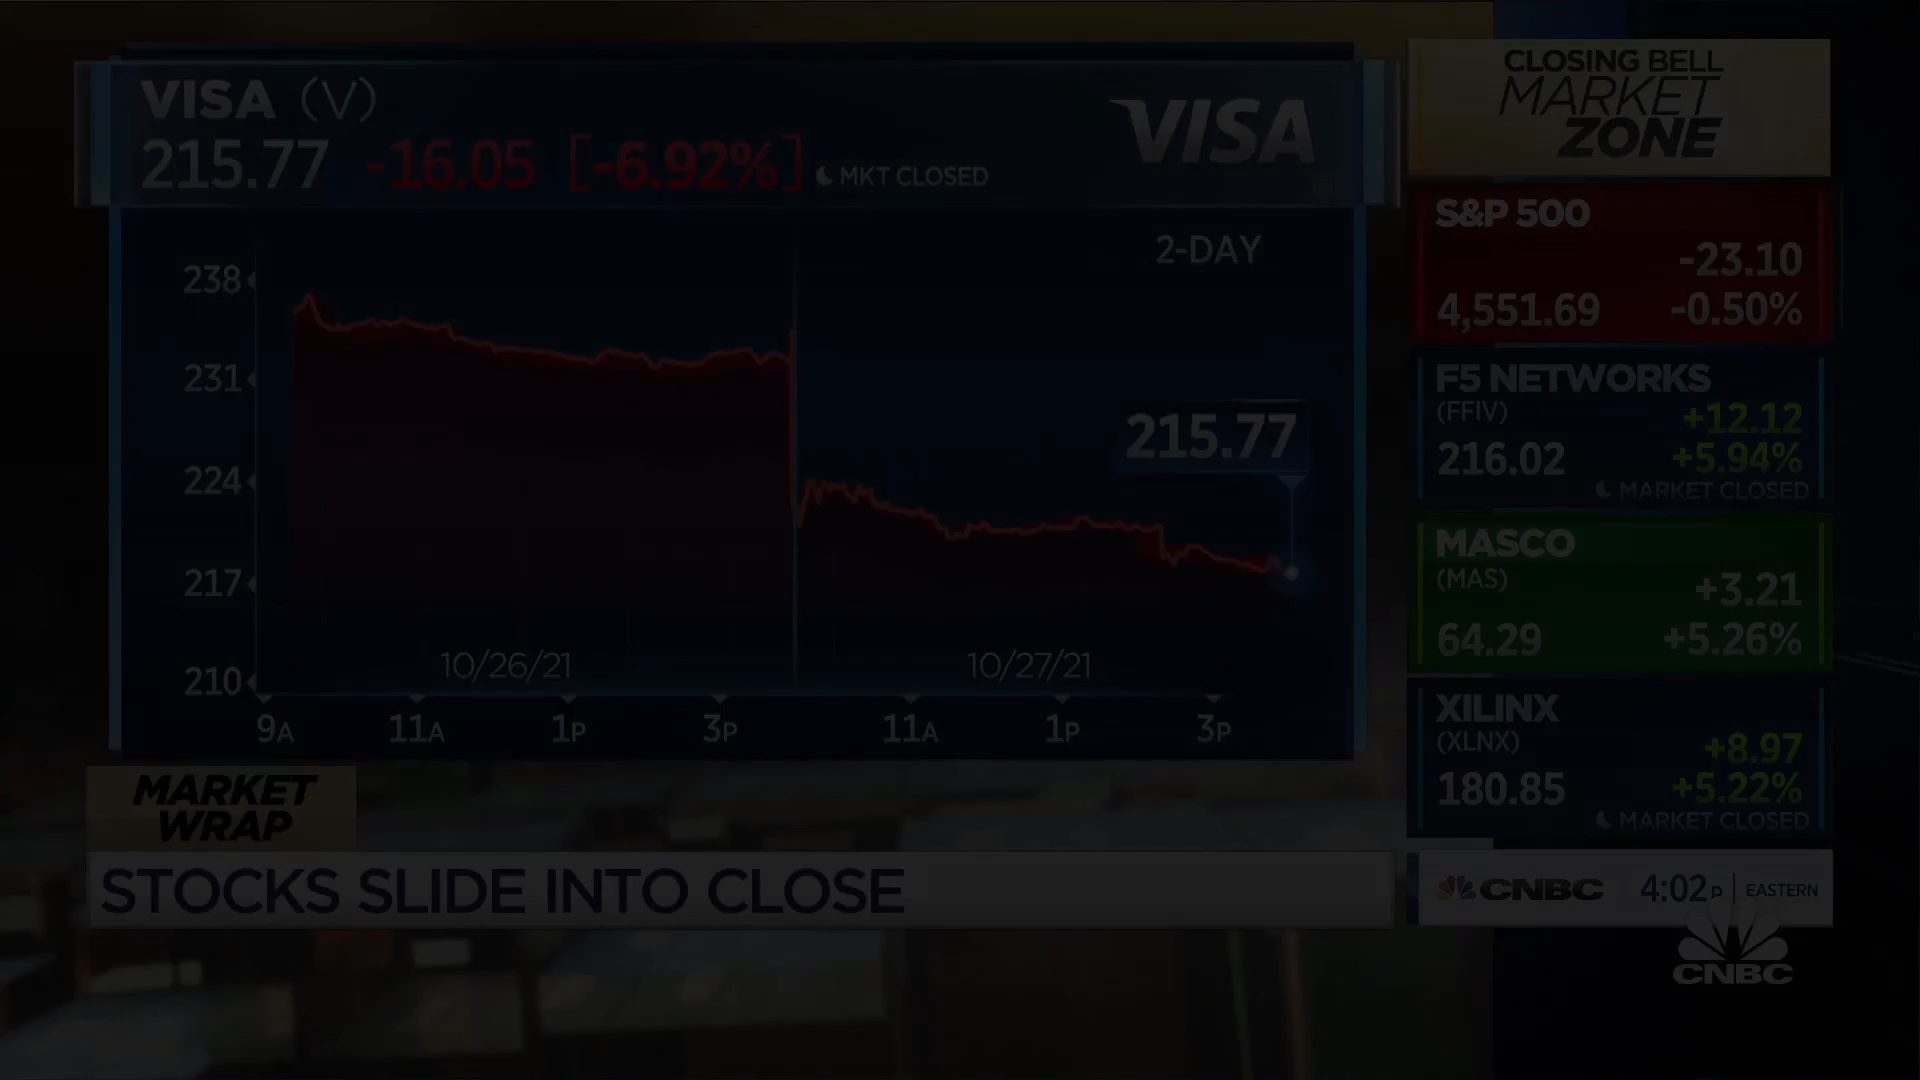 VISA (V)
215.77 -16.05 [-6.92%] MKT CLOSED
VISA
2-DAY
238
231
224
217
210
215.77
10/26/21 10/27/21
9A 11A 1P 3P 11A 1P 3P
MARKET
WRAP
STOCKS SLIDE INTO CLOSE
CLOSING BELL
MARKET
ZONE
S&P 500
-23.10
4,551.69 -0.50%
F5 NETWORKS
(FFIV) +12.12
216.02 +5.94%
MARKET CLOSED
MASCO
(MAS) +3.21
64.29 +5.26%
XILINX
(XLNX) +8.97
180.85 +5.22%
MARKET CLOSED
CNBC 4:02P EASTERN
CNBC